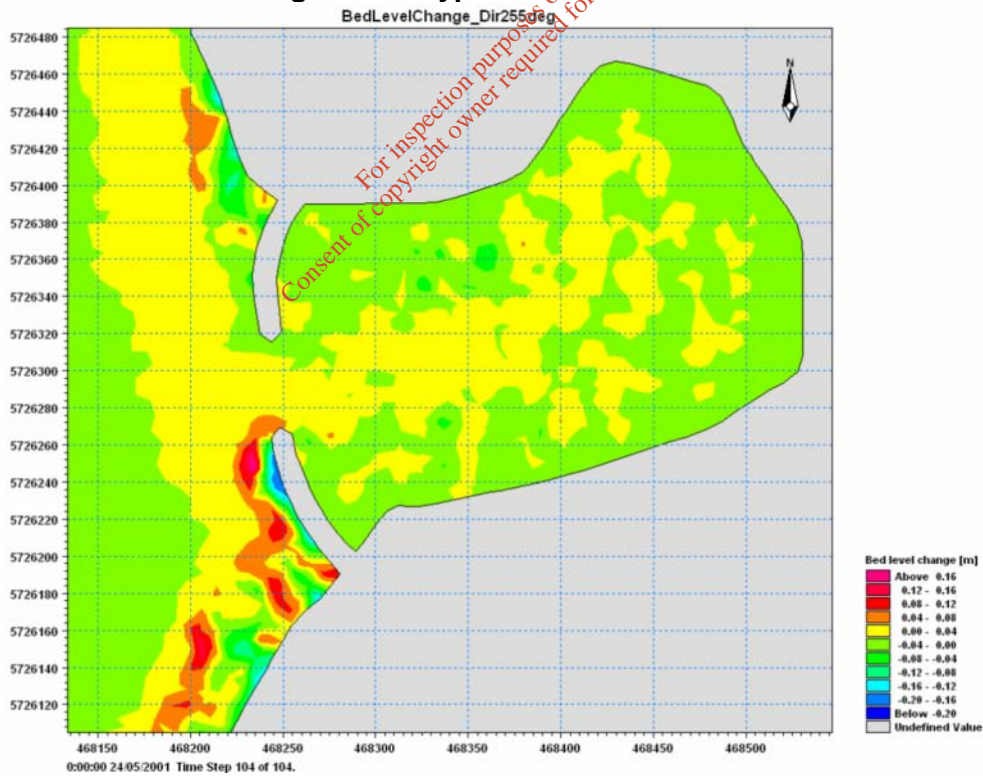 BedLevelChange_Dir255deg
For inspection purposes
Consent of copyright owner required for
N
5726480
5726460
5726440
5726420
5726400
5726380
5726360
5726340
5726320
5726300
5726280
5726260
5726240
5726220
5726200
5726180
5726160
5726140
5726120
468150 468200 468250 468300 468350 468400 468450 468500
0:00:00 24/05/2001 Time Step 104 of 104.
Bed level change [m]
Above 0.16
0.12 - 0.16
0.08 - 0.12
0.04 - 0.08
0.00 - 0.04
-0.04 - 0.00
-0.08 - -0.04
-0.12 - -0.08
-0.16 - -0.12
-0.20 - -0.16
Below -0.20
Undefined Value